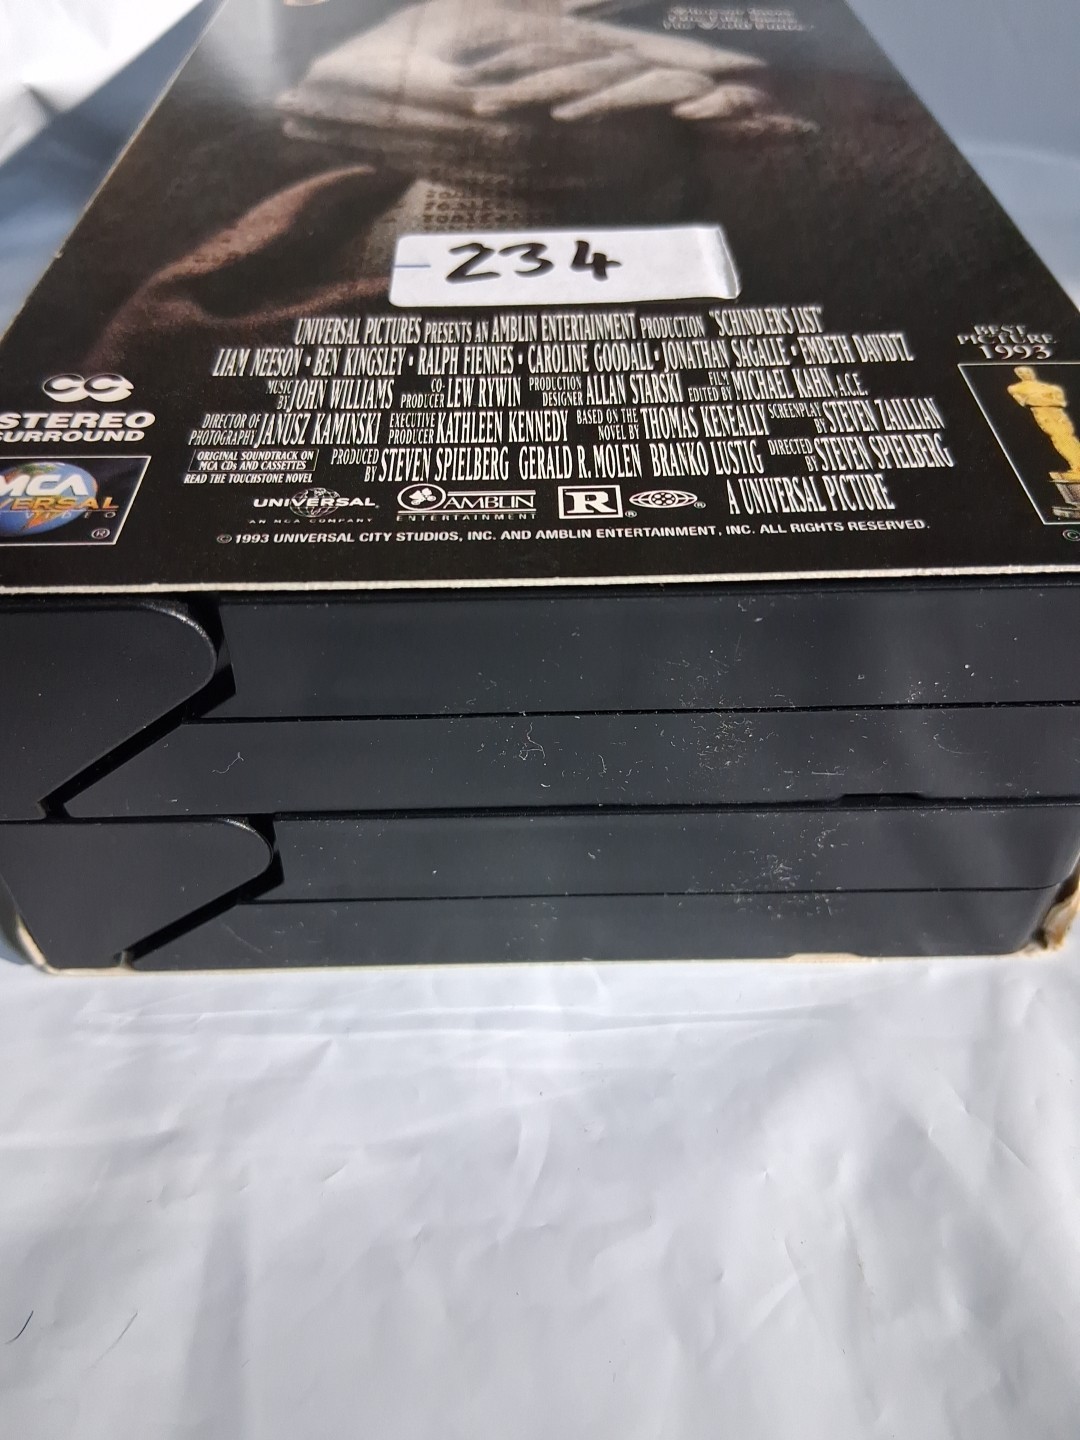 234
UNIVERSAL PICTURES PRESENTS AN AMBLIN ENTERTAINMENT PRODUCTION "SCHINDLER'S LIST"
LIAM NEESON • BEN KINGSLEY • RALPH FIENNES • CAROLINE GOODALL • JONATHAN SAGALLE • EMBETH DAVIDTZ
MUSIC BY JOHN WILLIAMS CO-PRODUCER LEW RYWIN PRODUCTION DESIGNER ALLAN STARSKI FILM EDITED BY MICHAEL KAHN, A.C.E.
DIRECTOR OF PHOTOGRAPHY JANUSZ KAMINSKI EXECUTIVE PRODUCER KATHLEEN KENNEDY BASED ON THE NOVEL BY THOMAS KENEALLY SCREENPLAY BY STEVEN ZAILLIAN
ORIGINAL SOUNDTRACK ON
MCA CDs AND CASSETTES
READ THE TOUCHSTONE NOVEL
PRODUCED BY STEVEN SPIELBERG GERALD R. MOLEN BRANKO LUSTIG DIRECTED BY STEVEN SPIELBERG
UNIVERSAL
AN MCA COMPANY
AMBLIN
ENTERTAINMENT
R ®
®
A UNIVERSAL PICTURE
© 1993 UNIVERSAL CITY STUDIOS, INC. AND AMBLIN ENTERTAINMENT, INC. ALL RIGHTS RESERVED.
STEREO
SURROUND
MCA
UNIVERSAL
VIDEO
®
BEST
PICTURE
1993